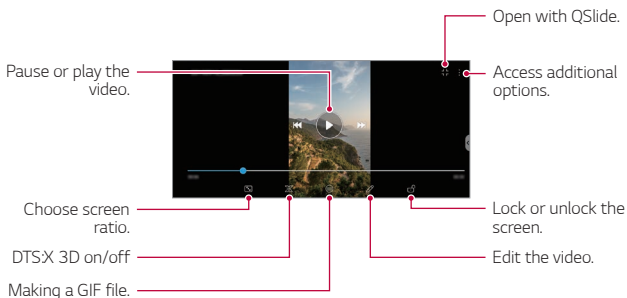 Open with QSlide.
Pause or play the
video.
Access additional
options.
Choose screen
ratio.
Lock or unlock the
screen.
DTS:X 3D on/off
Edit the video.
Making a GIF file.